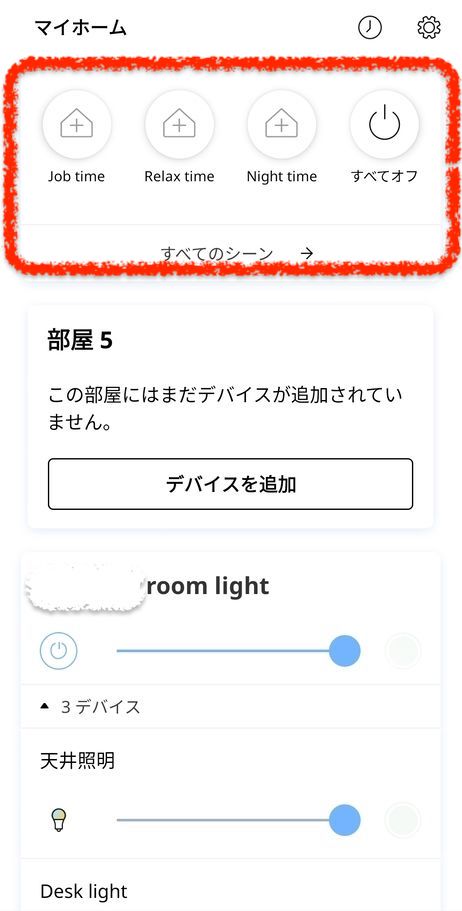 マイホーム
Job time
Relax time
Night time
すべてオフ
すべてのシーン →
部屋 5
この部屋にはまだデバイスが追加されてい
ません。
デバイスを追加
room light
3 デバイス
天井照明
Desk light